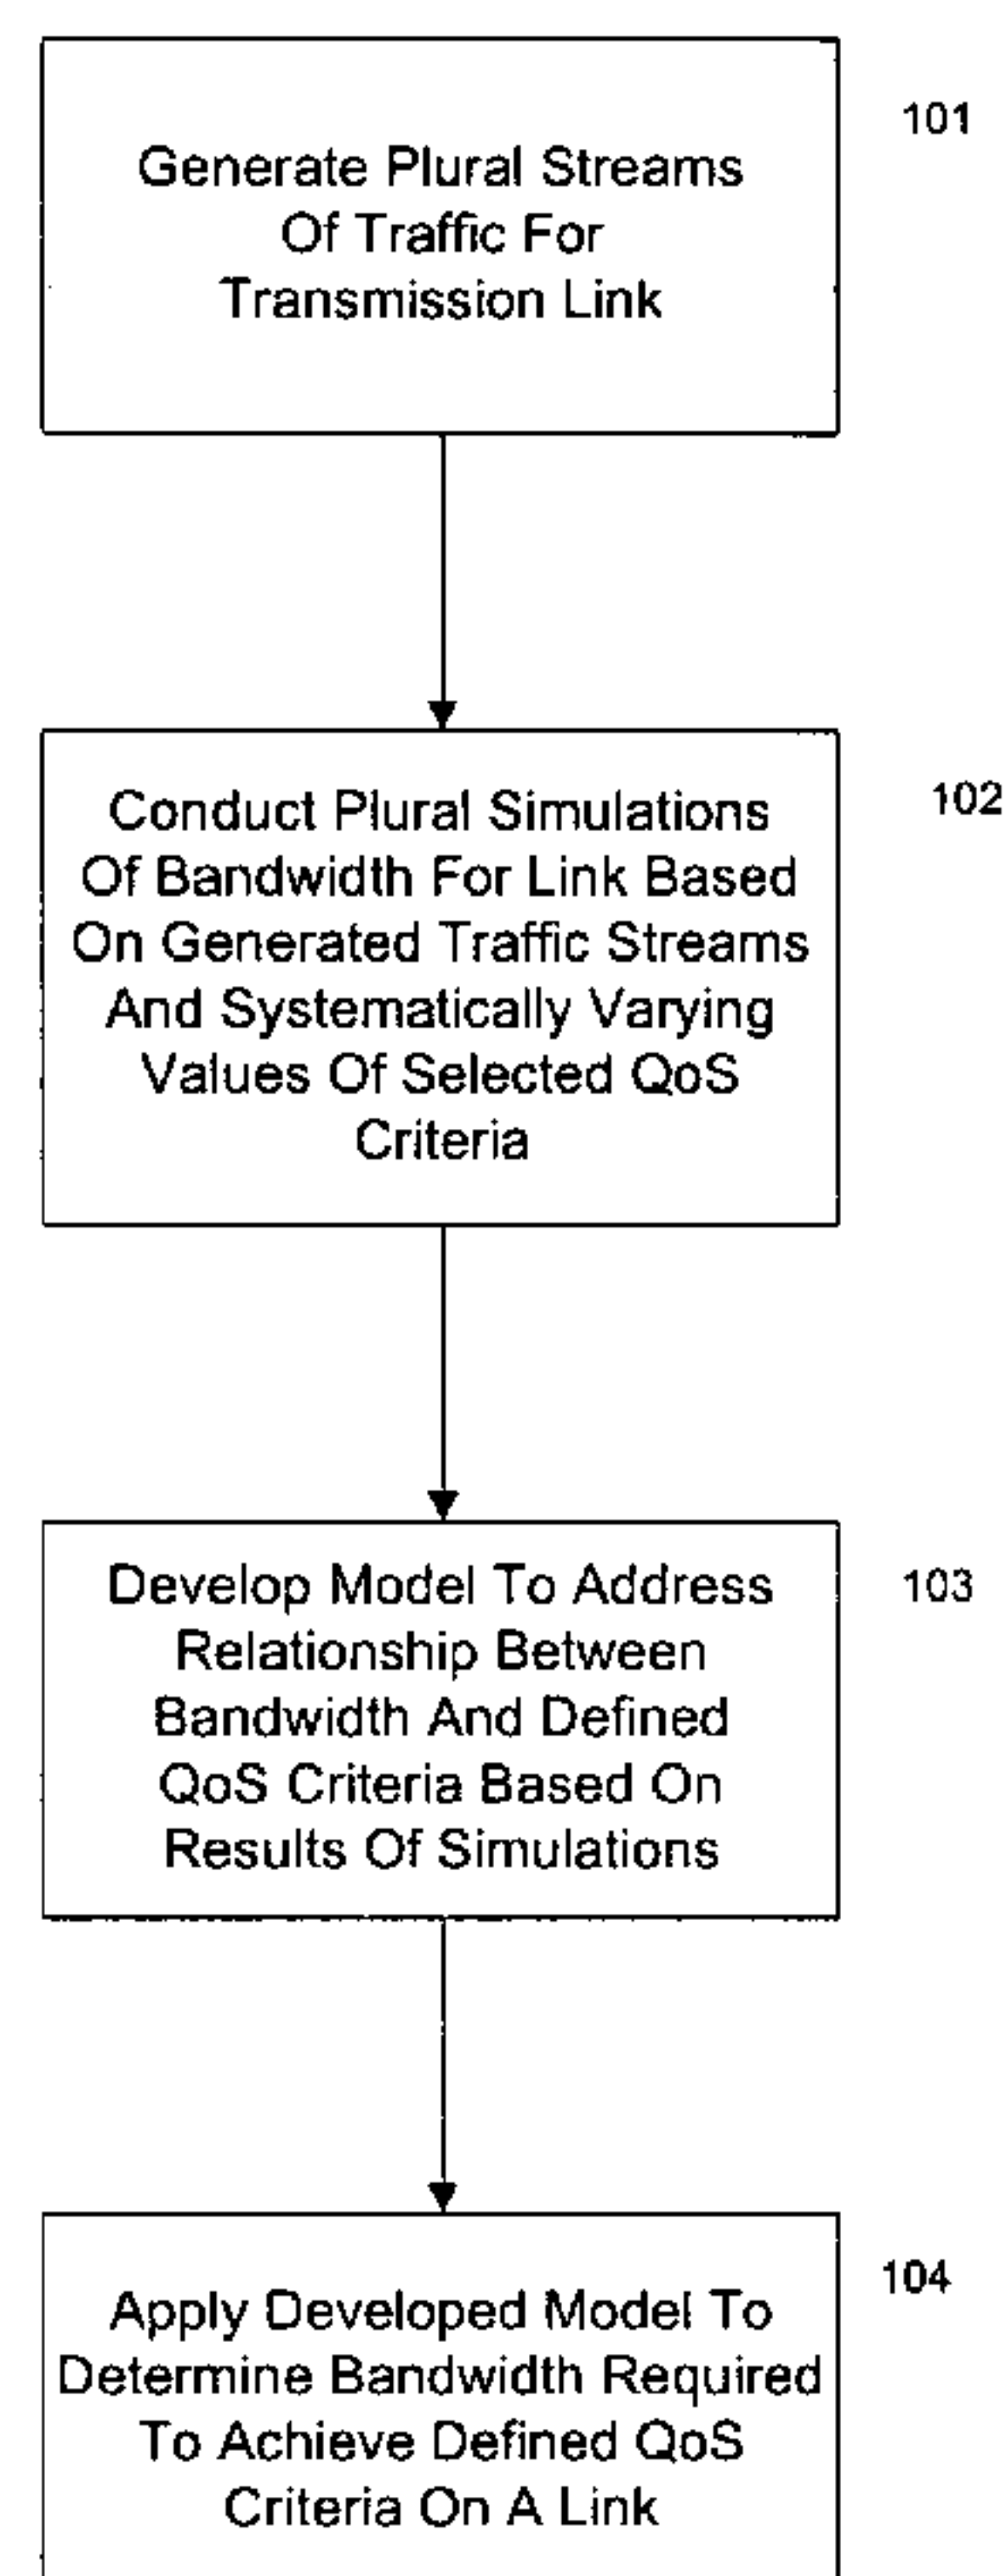 101
Generate Plural Streams
Of Traffic For
Transmission Link
102
Conduct Plural Simulations
Of Bandwidth For Link Based
On Generated Traffic Streams
And Systematically Varying
Values Of Selected QoS
Criteria
103
Develop Model To Address
Relationship Between
Bandwidth And Defined
QoS Criteria Based On
Results Of Simulations
104
Apply Developed Model To
Determine Bandwidth Required
To Achieve Defined QoS
Criteria On A Link